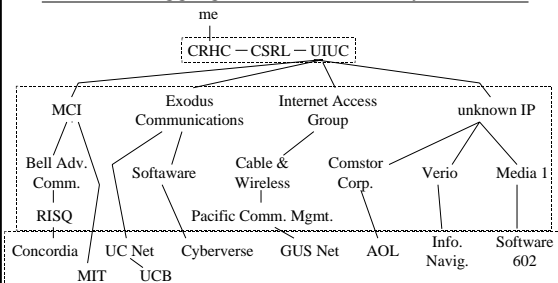 me
CRHC — CSRL — UIUC
MCI
Exodus
Communications
Internet Access
Group
unknown IP
Bell Adv.
Comm.
Softaware
Cable &
Wireless
Comstor
Corp.
Verio
Media 1
RISQ
Pacific Comm. Mgmt.
Concordia
UC Net
Cyberverse
GUS Net
AOL
Info.
Navig.
Software
602
MIT
UCB